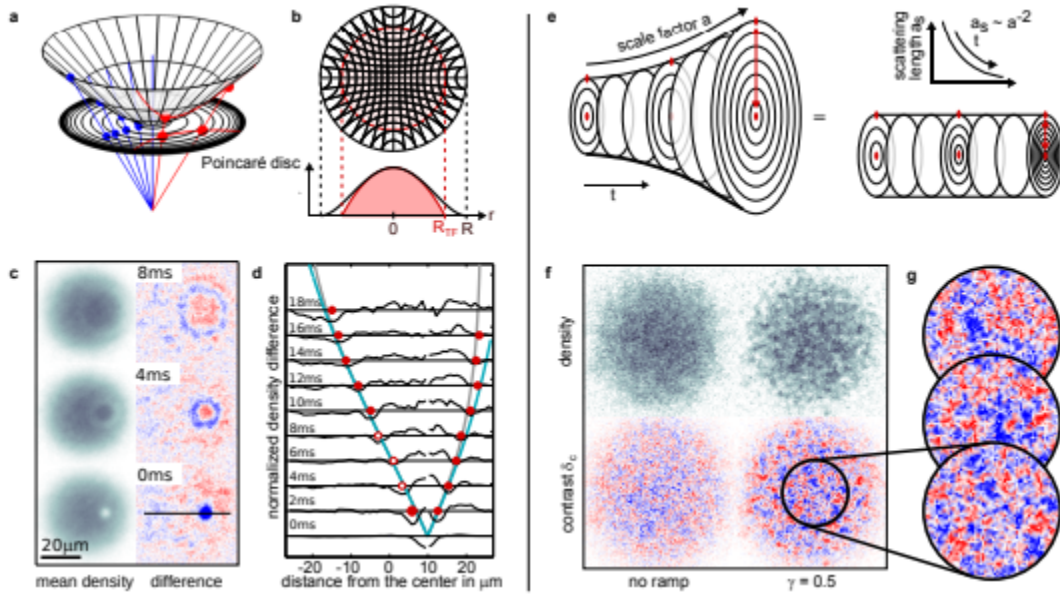 a
b
Poincaré disc
0
R_TF R
r
c
8ms
4ms
0ms
20μm
mean density
difference
d
normalized density difference
18ms
16ms
14ms
12ms
10ms
8ms
6ms
4ms
2ms
0ms
-20 -10 0 10 20
distance from the center in μm
e
scale factor a
t
=
scattering
length a_s
a_s ~ a^-2
t
f
density
contrast δ_c
no ramp
γ = 0.5
g